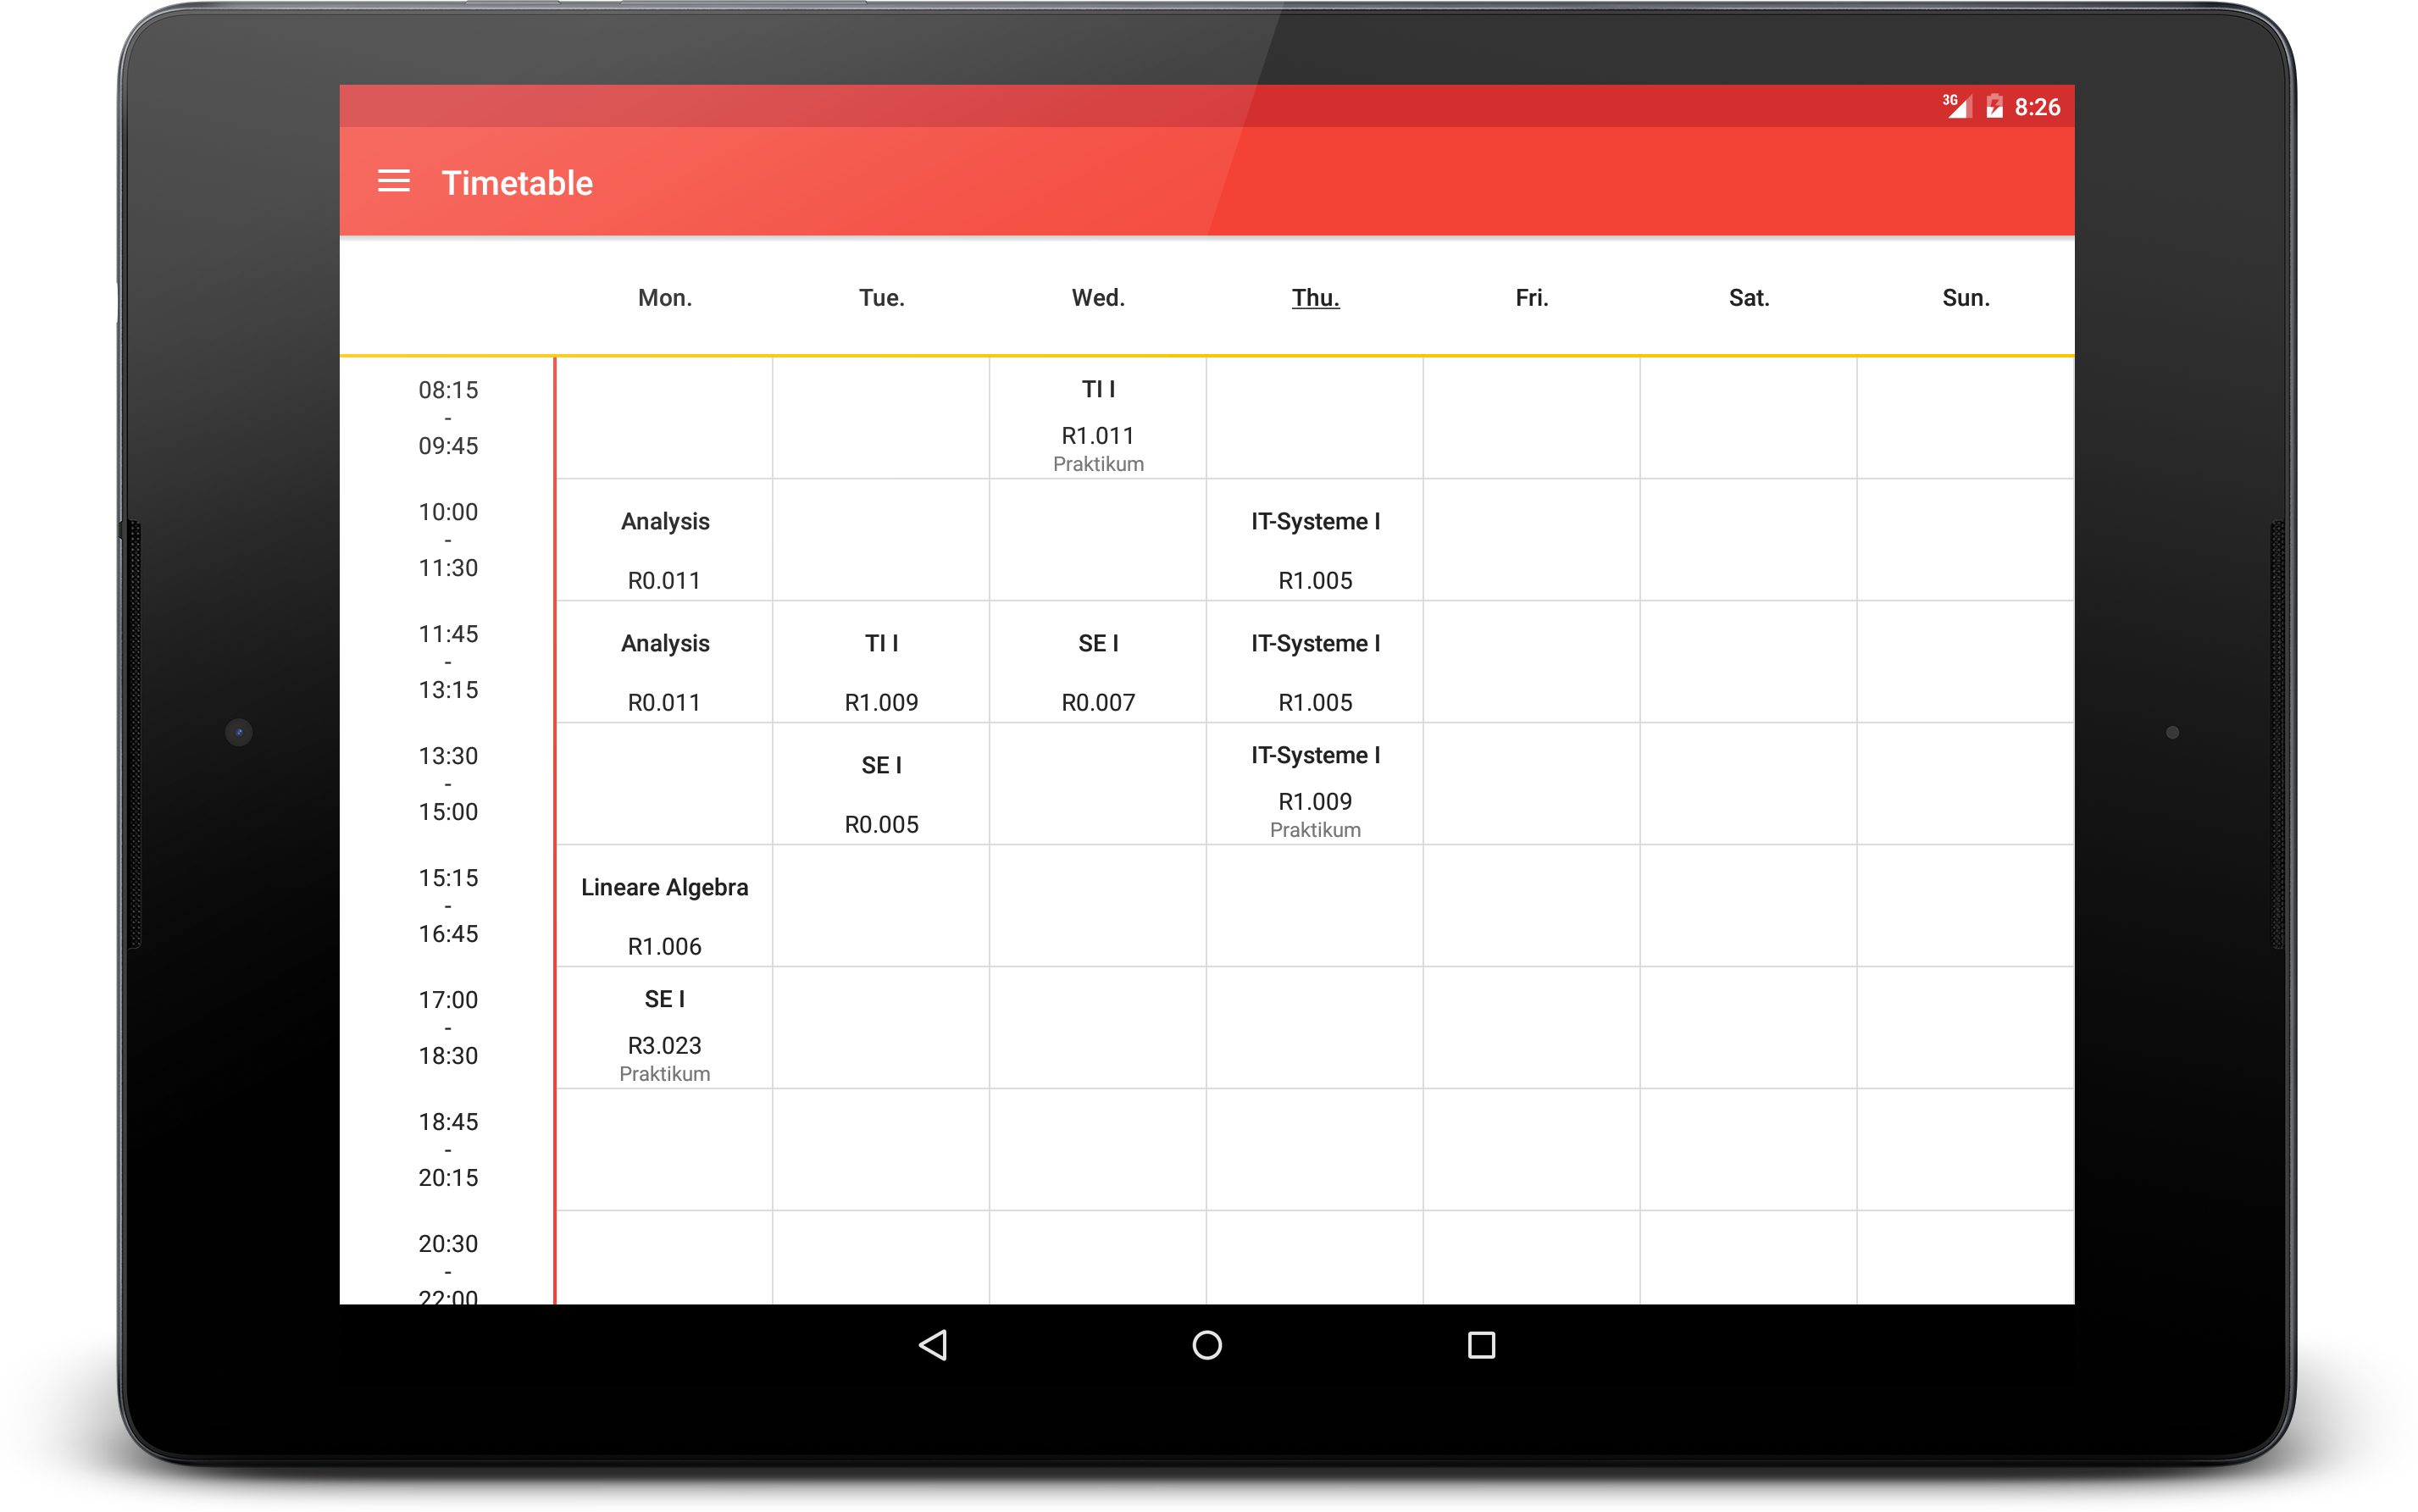 3G 8:26
Timetable
Mon. Tue. Wed. Thu. Fri. Sat. Sun.
08:15
-
09:45
TI I
R1.011
Praktikum
10:00
-
11:30
Analysis
R0.011
IT-Systeme I
R1.005
11:45
-
13:15
Analysis
R0.011
TI I
R1.009
SE I
R0.007
IT-Systeme I
R1.005
13:30
-
15:00
SE I
R0.005
IT-Systeme I
R1.009
Praktikum
15:15
-
16:45
Lineare Algebra
R1.006
17:00
-
18:30
SE I
R3.023
Praktikum
18:45
-
20:15
20:30
-
22:00